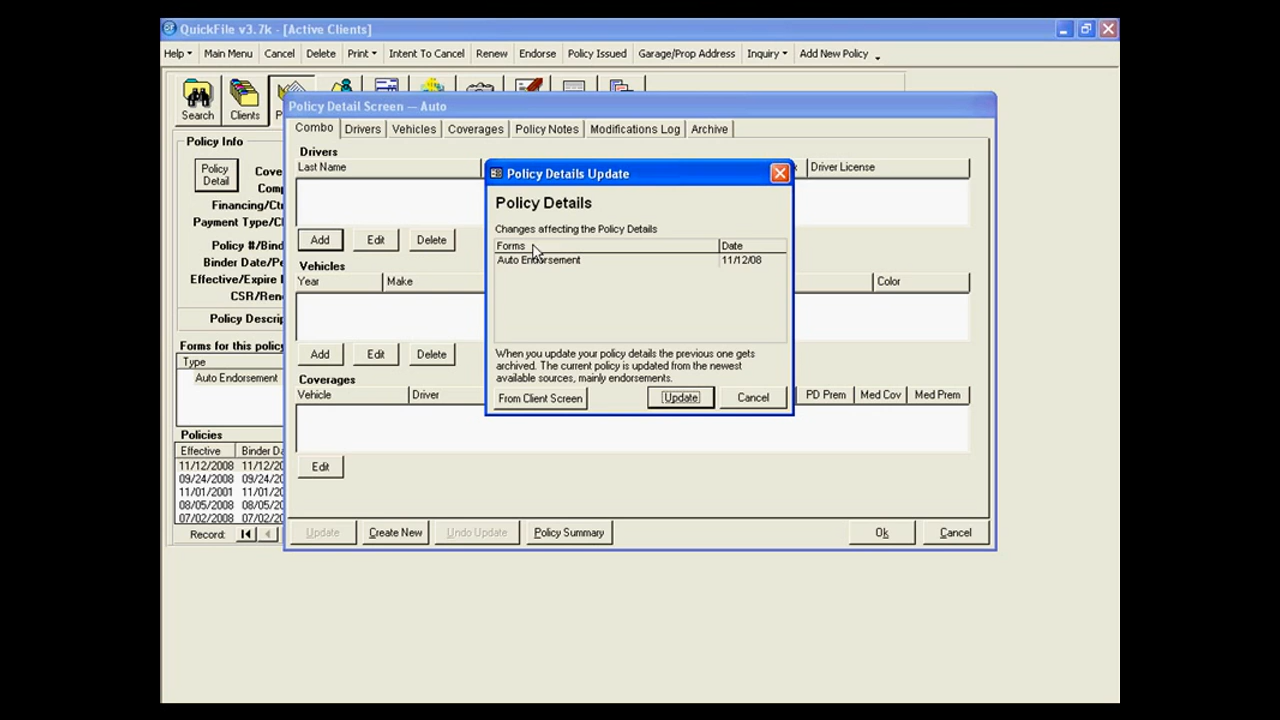 QuickFile v3.7k - [Active Clients]
Help Main Menu Cancel Delete Print Intent To Cancel Renew Endorse Policy Issued Garage/Prop Address Inquiry Add New Policy
Search Clients
Policy Detail Screen -- Auto
Combo Drivers Vehicles Coverages Policy Notes Modifications Log Archive
Policy Info
Policy Detail
Financing/Ct
Payment Type/Cl
Policy #/Bind
Binder Date/Pe
Effective/Expire
CSR/Ren
Policy Descrip
Forms for this policy
Type
Auto Endorsement
Policies
Effective Binder Da
11/12/2008 11/12/20
09/24/2008 09/24/20
11/01/2001 11/01/20
08/05/2008 08/05/20
07/02/2008 07/02/20
Record:
Drivers
Last Name Driver License
Add Edit Delete
Vehicles
Year Make Color
Add Edit Delete
Coverages
Vehicle Driver PD Prem Med Cov Med Prem
Edit
Update Create New Undo Update Policy Summary Ok Cancel
Policy Details Update
Policy Details
Changes affecting the Policy Details
Forms Date
Auto Endorsement 11/12/08
When you update your policy details the previous one gets
archived. The current policy is updated from the newest
available sources, mainly endorsements.
From Client Screen Update Cancel